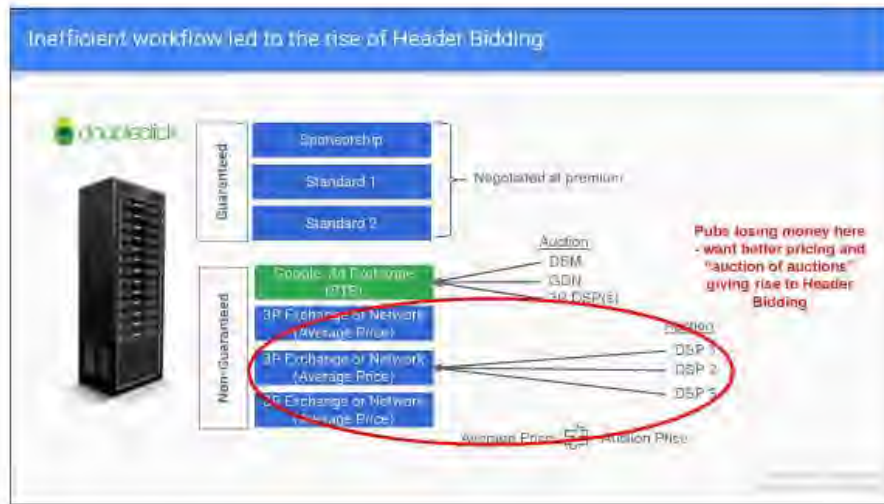 Inefficient workflow led to the rise of Header Bidding
doubleclick
Guaranteed
Sponsorship
Standard 1
Standard 2
Negotiated at premium
Non-Guaranteed
Google Ad Exchange
(RTB)
Auction
DBM
GDN
3P DSP(s)
3P Exchange or Network
(Average Price)
3P Exchange or Network
(Average Price)
3P Exchange or Network
(Average Price)
Auction
DSP 1
DSP 2
DSP 3
Average Price
Auction Price
Pubs losing money here
- want better pricing and
"auction of auctions"
giving rise to Header
Bidding